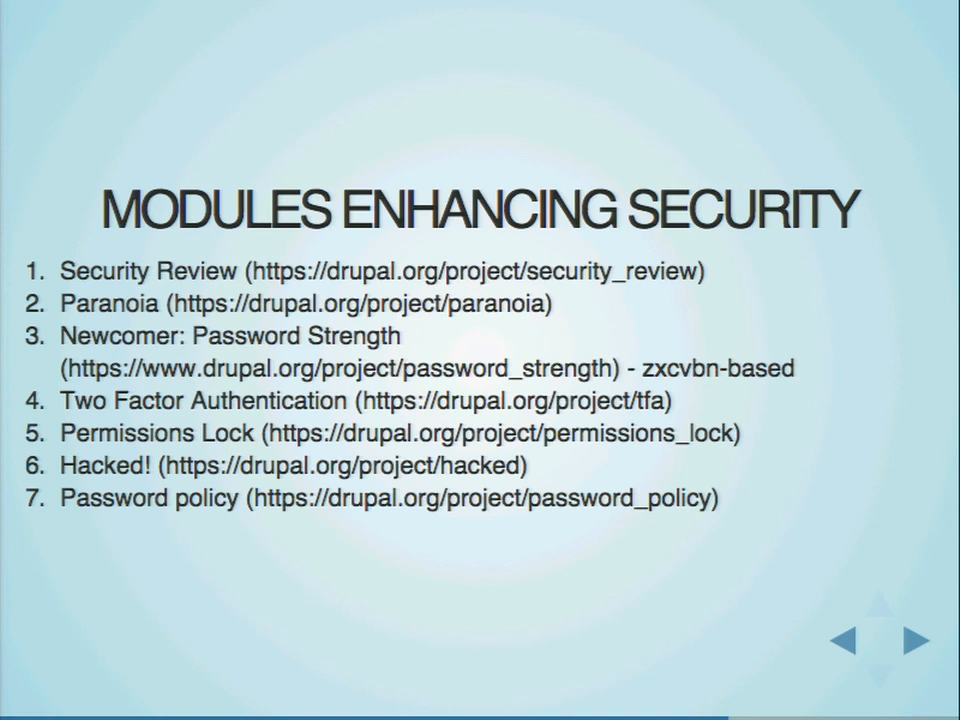 MODULES ENHANCING SECURITY
1. Security Review (https://drupal.org/project/security_review)
2. Paranoia (https://drupal.org/project/paranoia)
3. Newcomer: Password Strength
(https://www.drupal.org/project/password_strength) - zxcvbn-based
4. Two Factor Authentication (https://drupal.org/project/tfa)
5. Permissions Lock (https://drupal.org/project/permissions_lock)
6. Hacked! (https://drupal.org/project/hacked)
7. Password policy (https://drupal.org/project/password_policy)